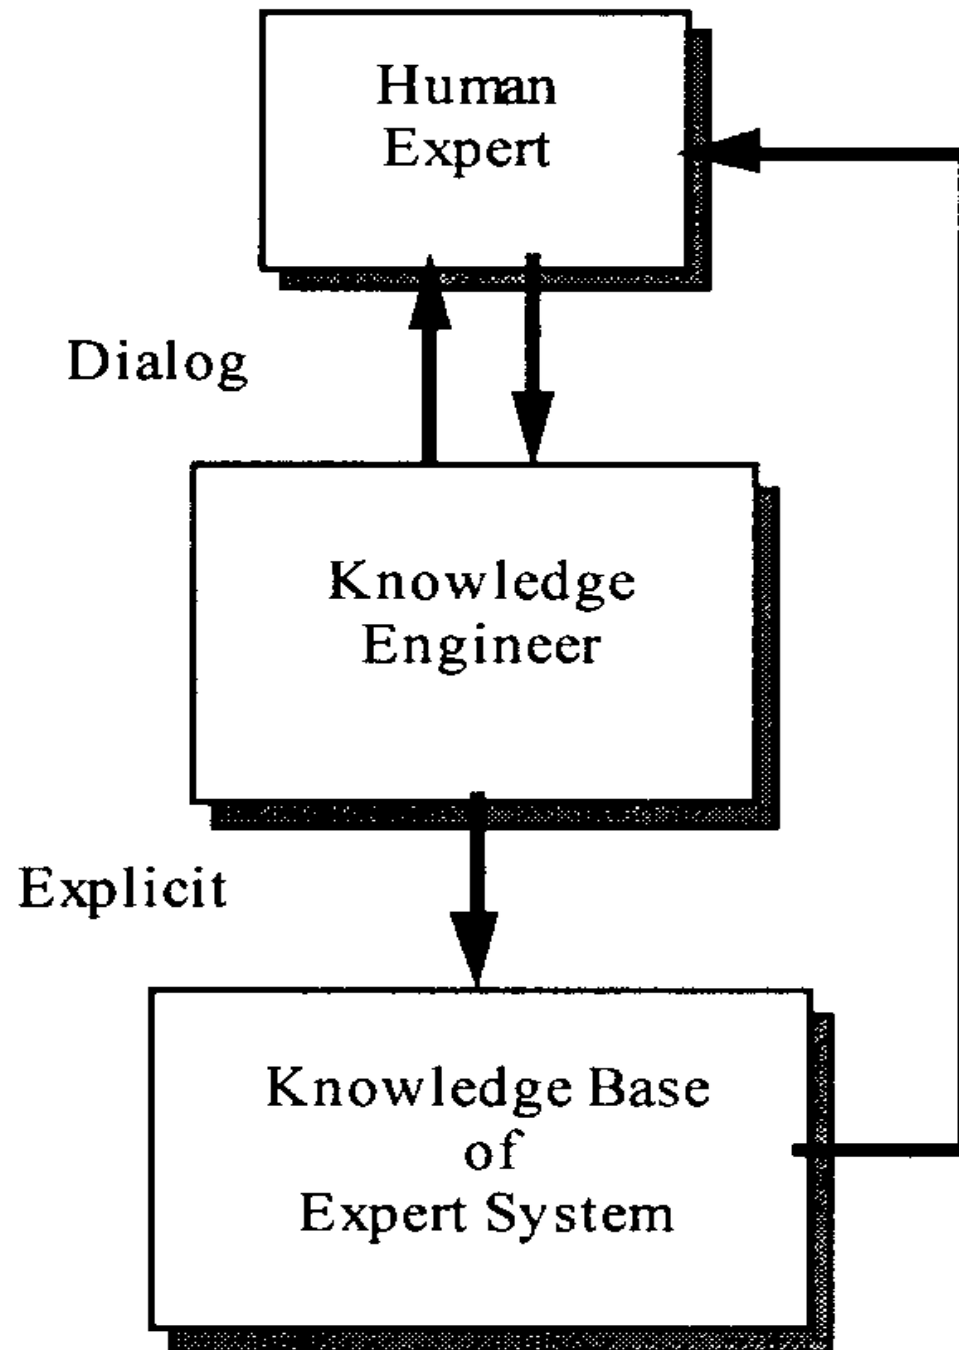 Human
Expert
Dialog
Knowledge
Engineer
Explicit
Knowledge Base
of
Expert System